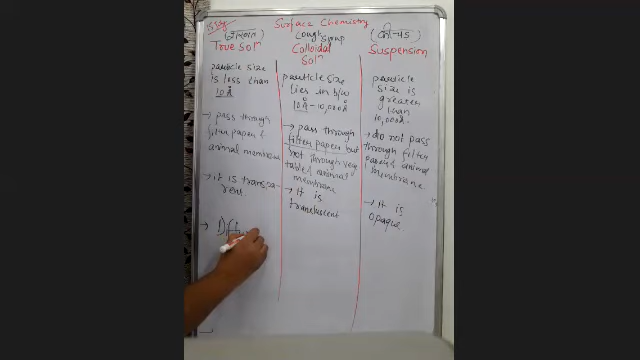 Surface Chemistry
True Solⁿ
particle size
is less than
10Å
→ pass through
filter paper &
animal membrane
→ it is transpa-
rent.
→ Diff
(cough syrup)
Colloidal
Solⁿ
particle size
lies in b/w
10Å - 10,000Å
→ pass through
filter paper but
not through vege
table & animal
membrane
→ It is
translucent
Suspension
particle
size is
greater
than
10,000Å.
→ do not pass
through filter
paper & animal
membrane.
→ It is
opaque.